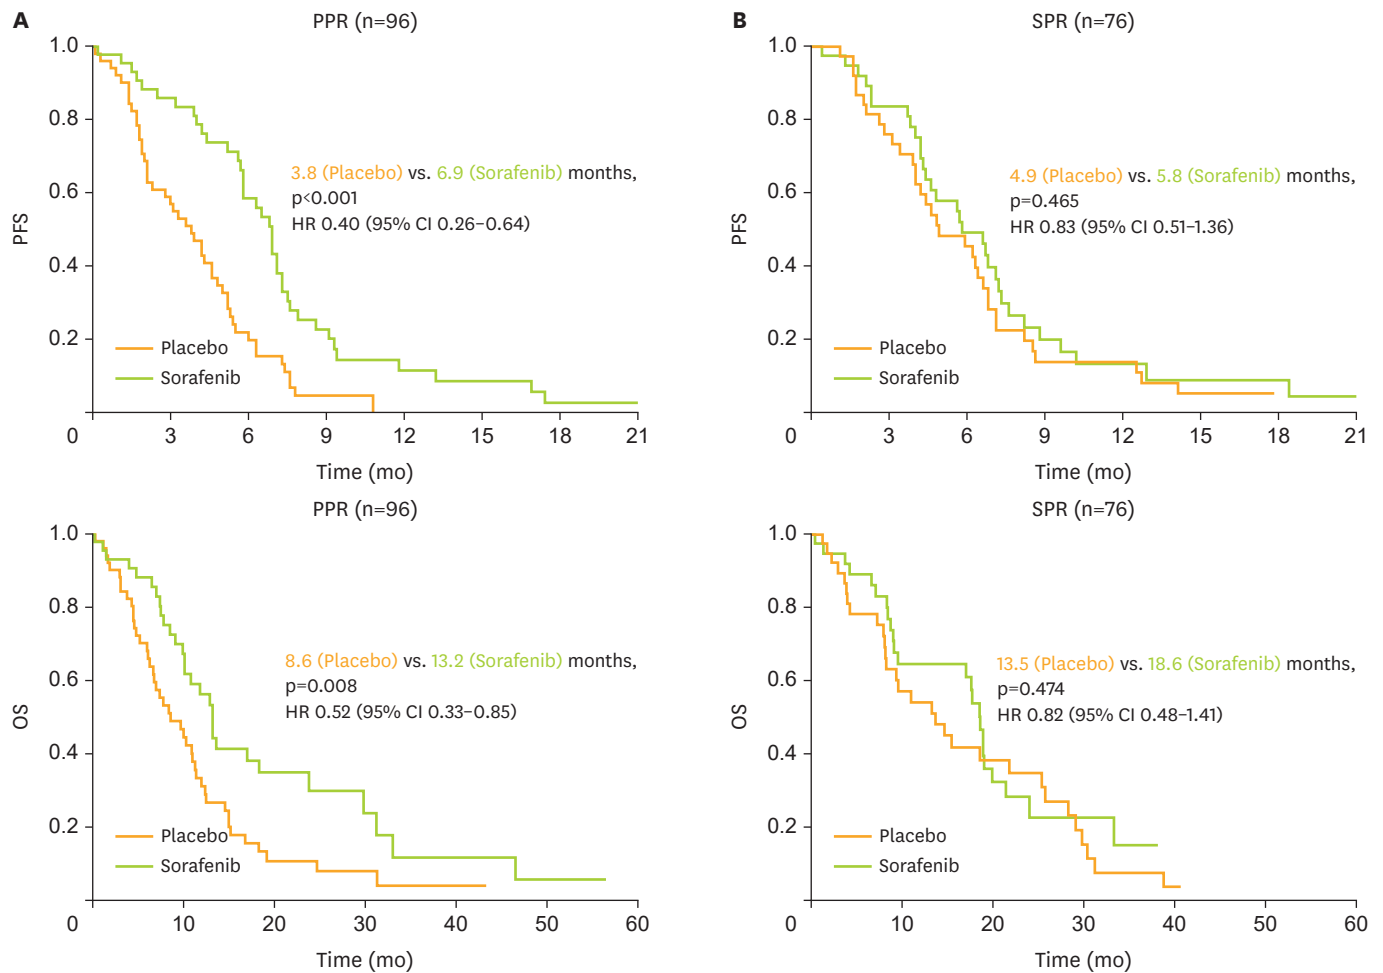 A
PPR (n=96)
1.0
0.8
0.6
0.4
0.2
0
PFS
3.8 (Placebo) vs. 6.9 (Sorafenib) months,
p<0.001
HR 0.40 (95% CI 0.26–0.64)
Placebo
Sorafenib
3 6 9 12 15 18 21
Time (mo)
B
SPR (n=76)
1.0
0.8
0.6
0.4
0.2
0
PFS
4.9 (Placebo) vs. 5.8 (Sorafenib) months,
p=0.465
HR 0.83 (95% CI 0.51–1.36)
Placebo
Sorafenib
3 6 9 12 15 18 21
Time (mo)
PPR (n=96)
1.0
0.8
0.6
0.4
0.2
0
OS
8.6 (Placebo) vs. 13.2 (Sorafenib) months,
p=0.008
HR 0.52 (95% CI 0.33–0.85)
Placebo
Sorafenib
10 20 30 40 50 60
Time (mo)
SPR (n=76)
1.0
0.8
0.6
0.4
0.2
0
OS
13.5 (Placebo) vs. 18.6 (Sorafenib) months,
p=0.474
HR 0.82 (95% CI 0.48–1.41)
Placebo
Sorafenib
10 20 30 40 50 60
Time (mo)